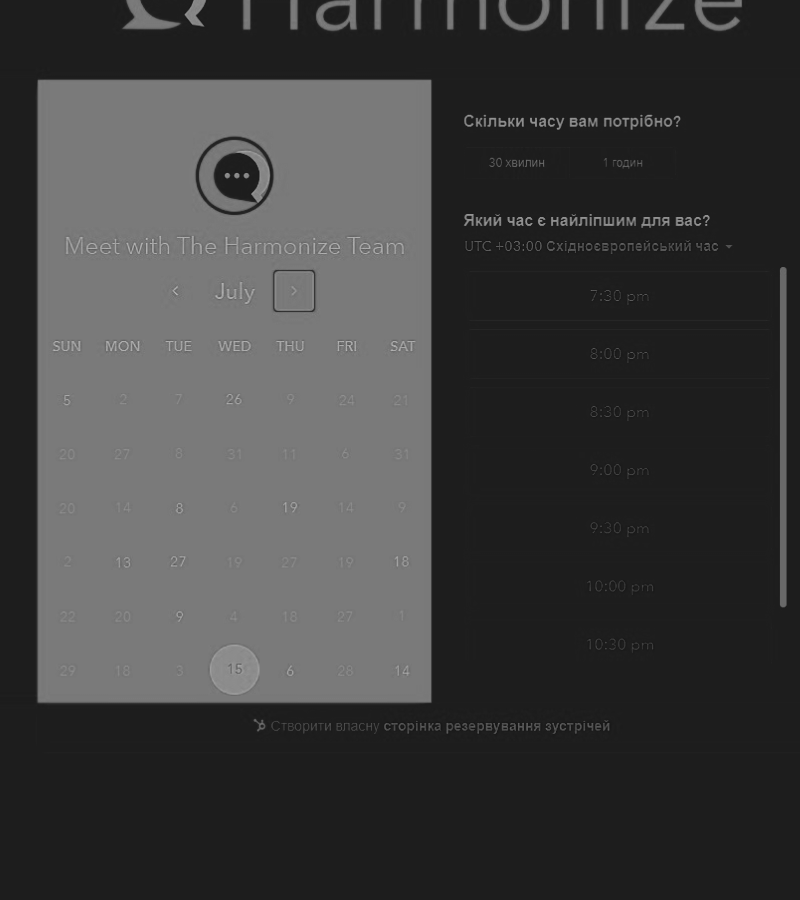 Harmonize
Meet with The Harmonize Team
July
SUN MON TUE WED THU FRI SAT
5 2 7 26 9 24 21
20 27 8 31 11 6 31
20 14 8 6 19 14 9
2 13 27 19 27 19 18
22 20 9 4 18 27 1
29 18 3 15 6 28 14
Скільки часу вам потрібно?
30 хвилин 1 годин
Який час є найліпшим для вас?
UTC +03:00 Східноєвропейський час
7:30 pm
8:00 pm
8:30 pm
9:00 pm
9:30 pm
10:00 pm
10:30 pm
Створити власну сторінка резервування зустрічей